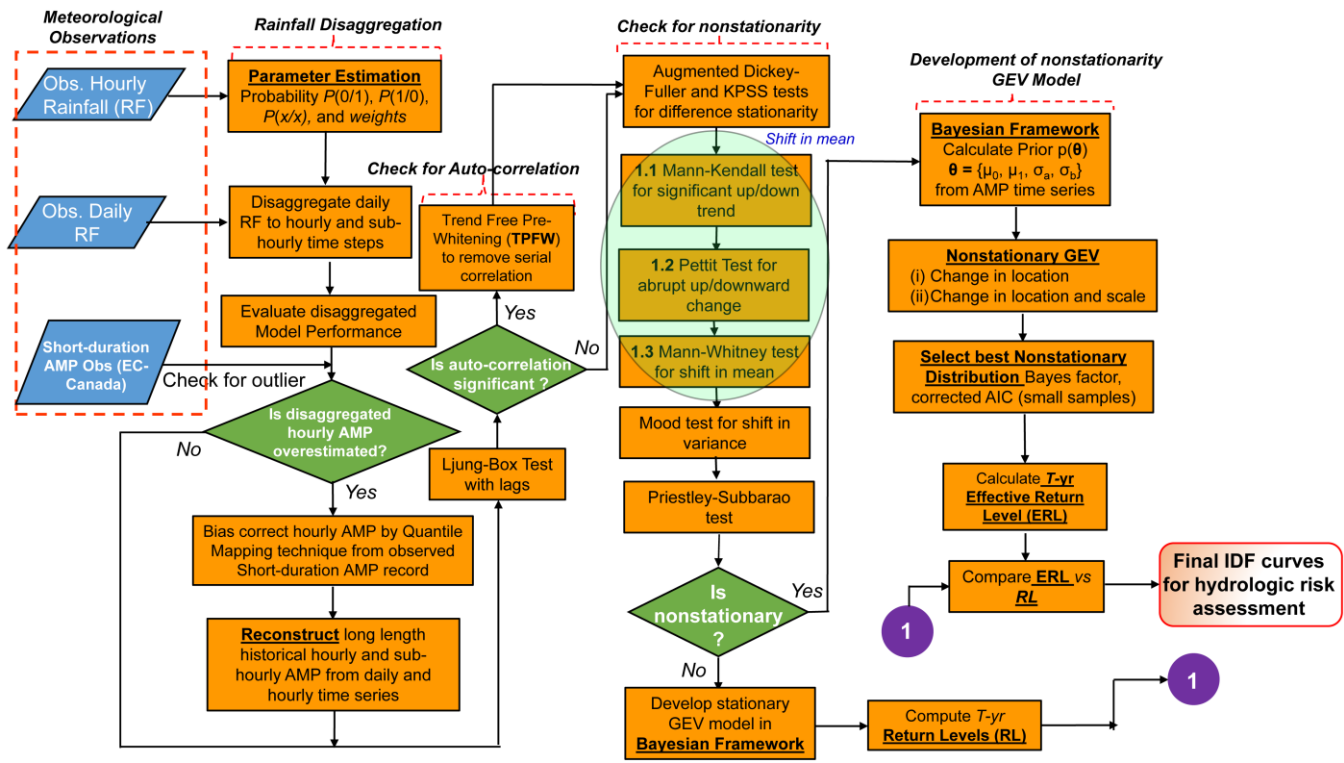 Meteorological
Observations
Obs. Hourly
Rainfall (RF)
Obs. Daily
RF
Short-duration
AMP Obs (EC-
Canada)
Rainfall Disaggregation
Parameter Estimation
Probability P(0/1), P(1/0),
P(x/x), and weights
Disaggregate daily
RF to hourly and sub-
hourly time steps
Evaluate disaggregated
Model Performance
Check for outlier
Is disaggregated
hourly AMP
overestimated?
No
Yes
Bias correct hourly AMP by Quantile
Mapping technique from observed
Short-duration AMP record
Reconstruct long length
historical hourly and sub-
hourly AMP from daily and
hourly time series
Check for Auto-correlation
Trend Free Pre-
Whitening (TPFW)
to remove serial
correlation
Yes
Is auto-correlation
significant ?
No
Ljung-Box Test
with lags
Check for nonstationarity
Augmented Dickey-
Fuller and KPSS tests
for difference stationarity
Shift in mean
1.1 Mann-Kendall test
for significant up/down
trend
1.2 Pettit Test for
abrupt up/downward
change
1.3 Mann-Whitney test
for shift in mean
Mood test for shift in
variance
Priestley-Subbarao
test
Is
nonstationary
?
Yes
No
Develop stationary
GEV model in
Bayesian Framework
Compute T-yr
Return Levels (RL)
1
Development of nonstationarity
GEV Model
Bayesian Framework
Calculate Prior p(θ)
θ = {μ0, μ1, σa, σb}
from AMP time series
Nonstationary GEV
(i) Change in location
(ii) Change in location and scale
Select best Nonstationary
Distribution Bayes factor,
corrected AIC (small samples)
Calculate T-yr
Effective Return
Level (ERL)
Compare ERL vs
RL
1
Final IDF curves
for hydrologic risk
assessment